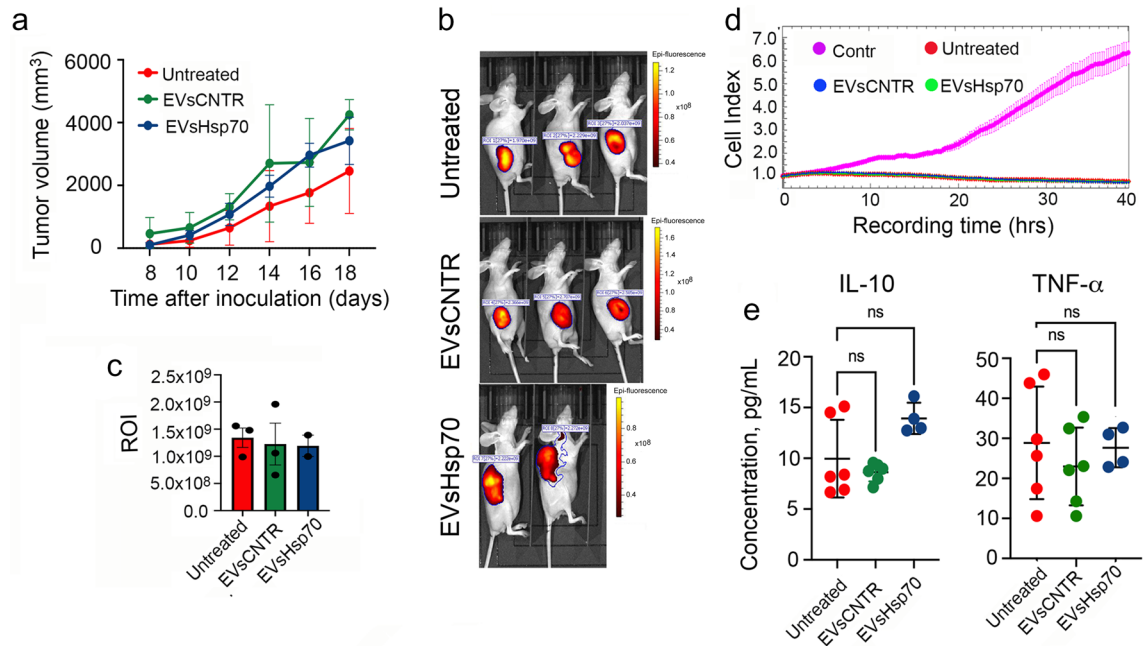 a
Tumor volume (mm³)
6000
4000
2000
0
Untreated
EVsCNTR
EVsHsp70
8 10 12 14 16 18
Time after inoculation (days)
b
Untreated
Epi-fluorescence
1.2
1.0
0.8
x10⁸
0.6
0.4
EVsCNTR
Epi-fluorescence
1.6
1.4
1.2
1.0
x10⁸
0.8
0.6
0.4
EVsHsp70
Epi-fluorescence
0.8
x10⁸
0.6
0.4
c
ROI
2.5x10⁹
2.0x10⁹
1.5x10⁹
1.0x10⁹
5.0x10⁸
0.0
Untreated
EVsCNTR
EVsHsp70
d
Cell Index
7.0
6.0
5.0
4.0
3.0
2.0
1.0
Contr
Untreated
EVsCNTR
EVsHsp70
0 10 20 30 40
Recording time (hrs)
e
Concentration, pg/mL
IL-10
ns
ns
20
15
10
5
0
Untreated
EVsCNTR
EVsHsp70
TNF-α
ns
ns
50
40
30
20
10
0
Untreated
EVsCNTR
EVsHsp70